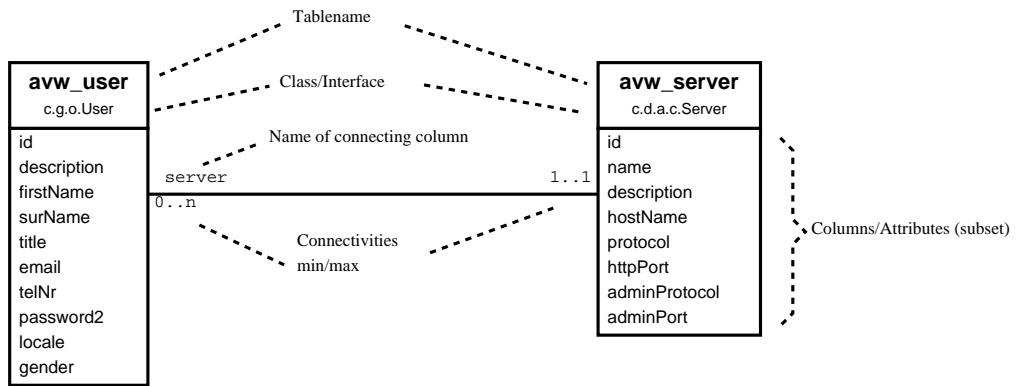 Tablename
avw_user
c.g.o.User
id
description
firstName
surName
title
email
telNr
password2
locale
gender
Class/Interface
Name of connecting column
server
1..1
0..n
Connectivities
min/max
avw_server
c.d.a.c.Server
id
name
description
hostName
protocol
httpPort
adminProtocol
adminPort
Columns/Attributes (subset)